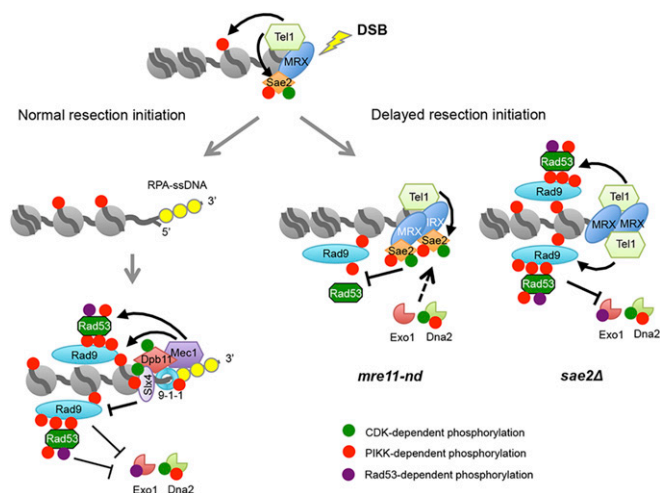 DSB
Tel1
MRX
Sae2
Normal resection initiation
Delayed resection initiation
RPA-ssDNA
3'
5'
Rad53
Rad9
Mec1
Dpb11
Slx4
9-1-1
3'
Rad9
Rad53
Exo1 Dna2
Tel1
MRX
IRX
Sae2
Sae2
Rad9
Rad53
Exo1 Dna2
mre11-nd
Rad53
Rad9
MRX
MRX
Tel1
Rad9
Rad53
Exo1 Dna2
sae2Δ
CDK-dependent phosphorylation
PIKK-dependent phosphorylation
Rad53-dependent phosphorylation